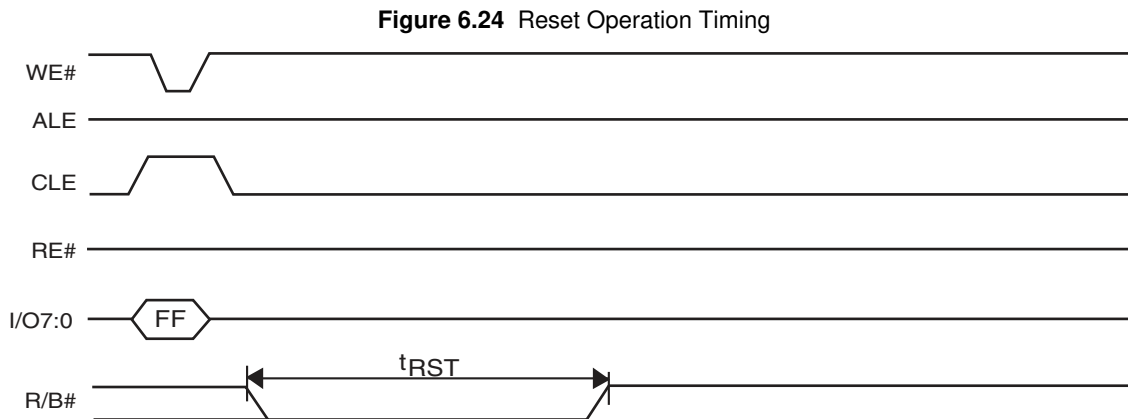 Figure 6.24 Reset Operation Timing
WE#
ALE
CLE
RE#
I/O7:0
FF
tRST
R/B#